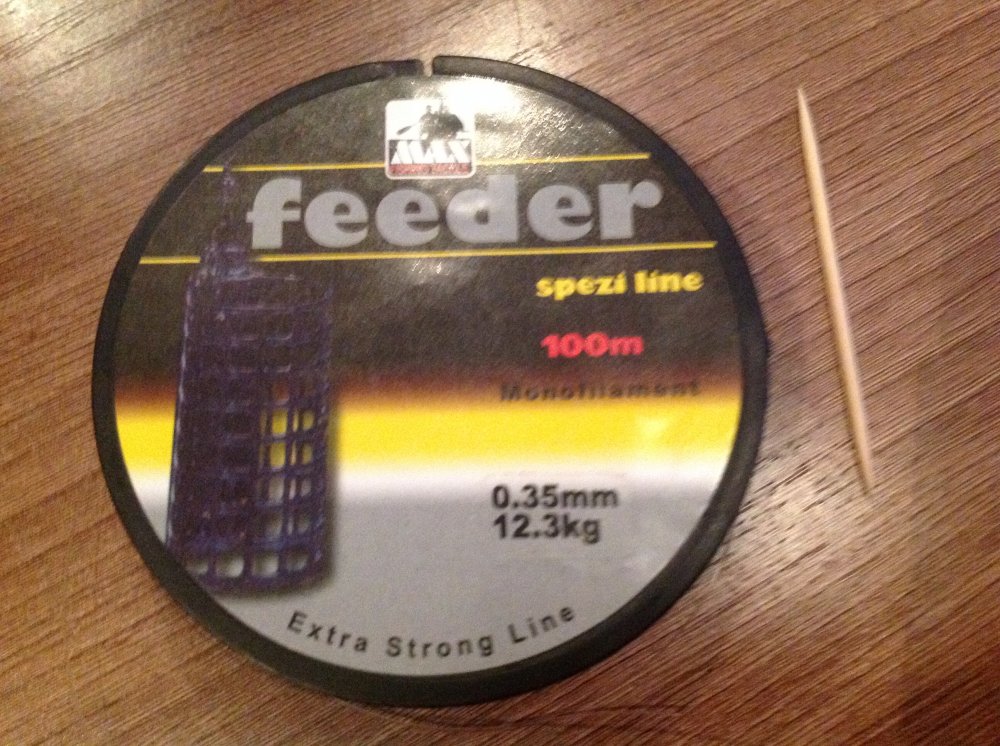 MAX
feeder
spezi line
100m
Monofilament
0.35mm
12.3kg
Extra Strong Line